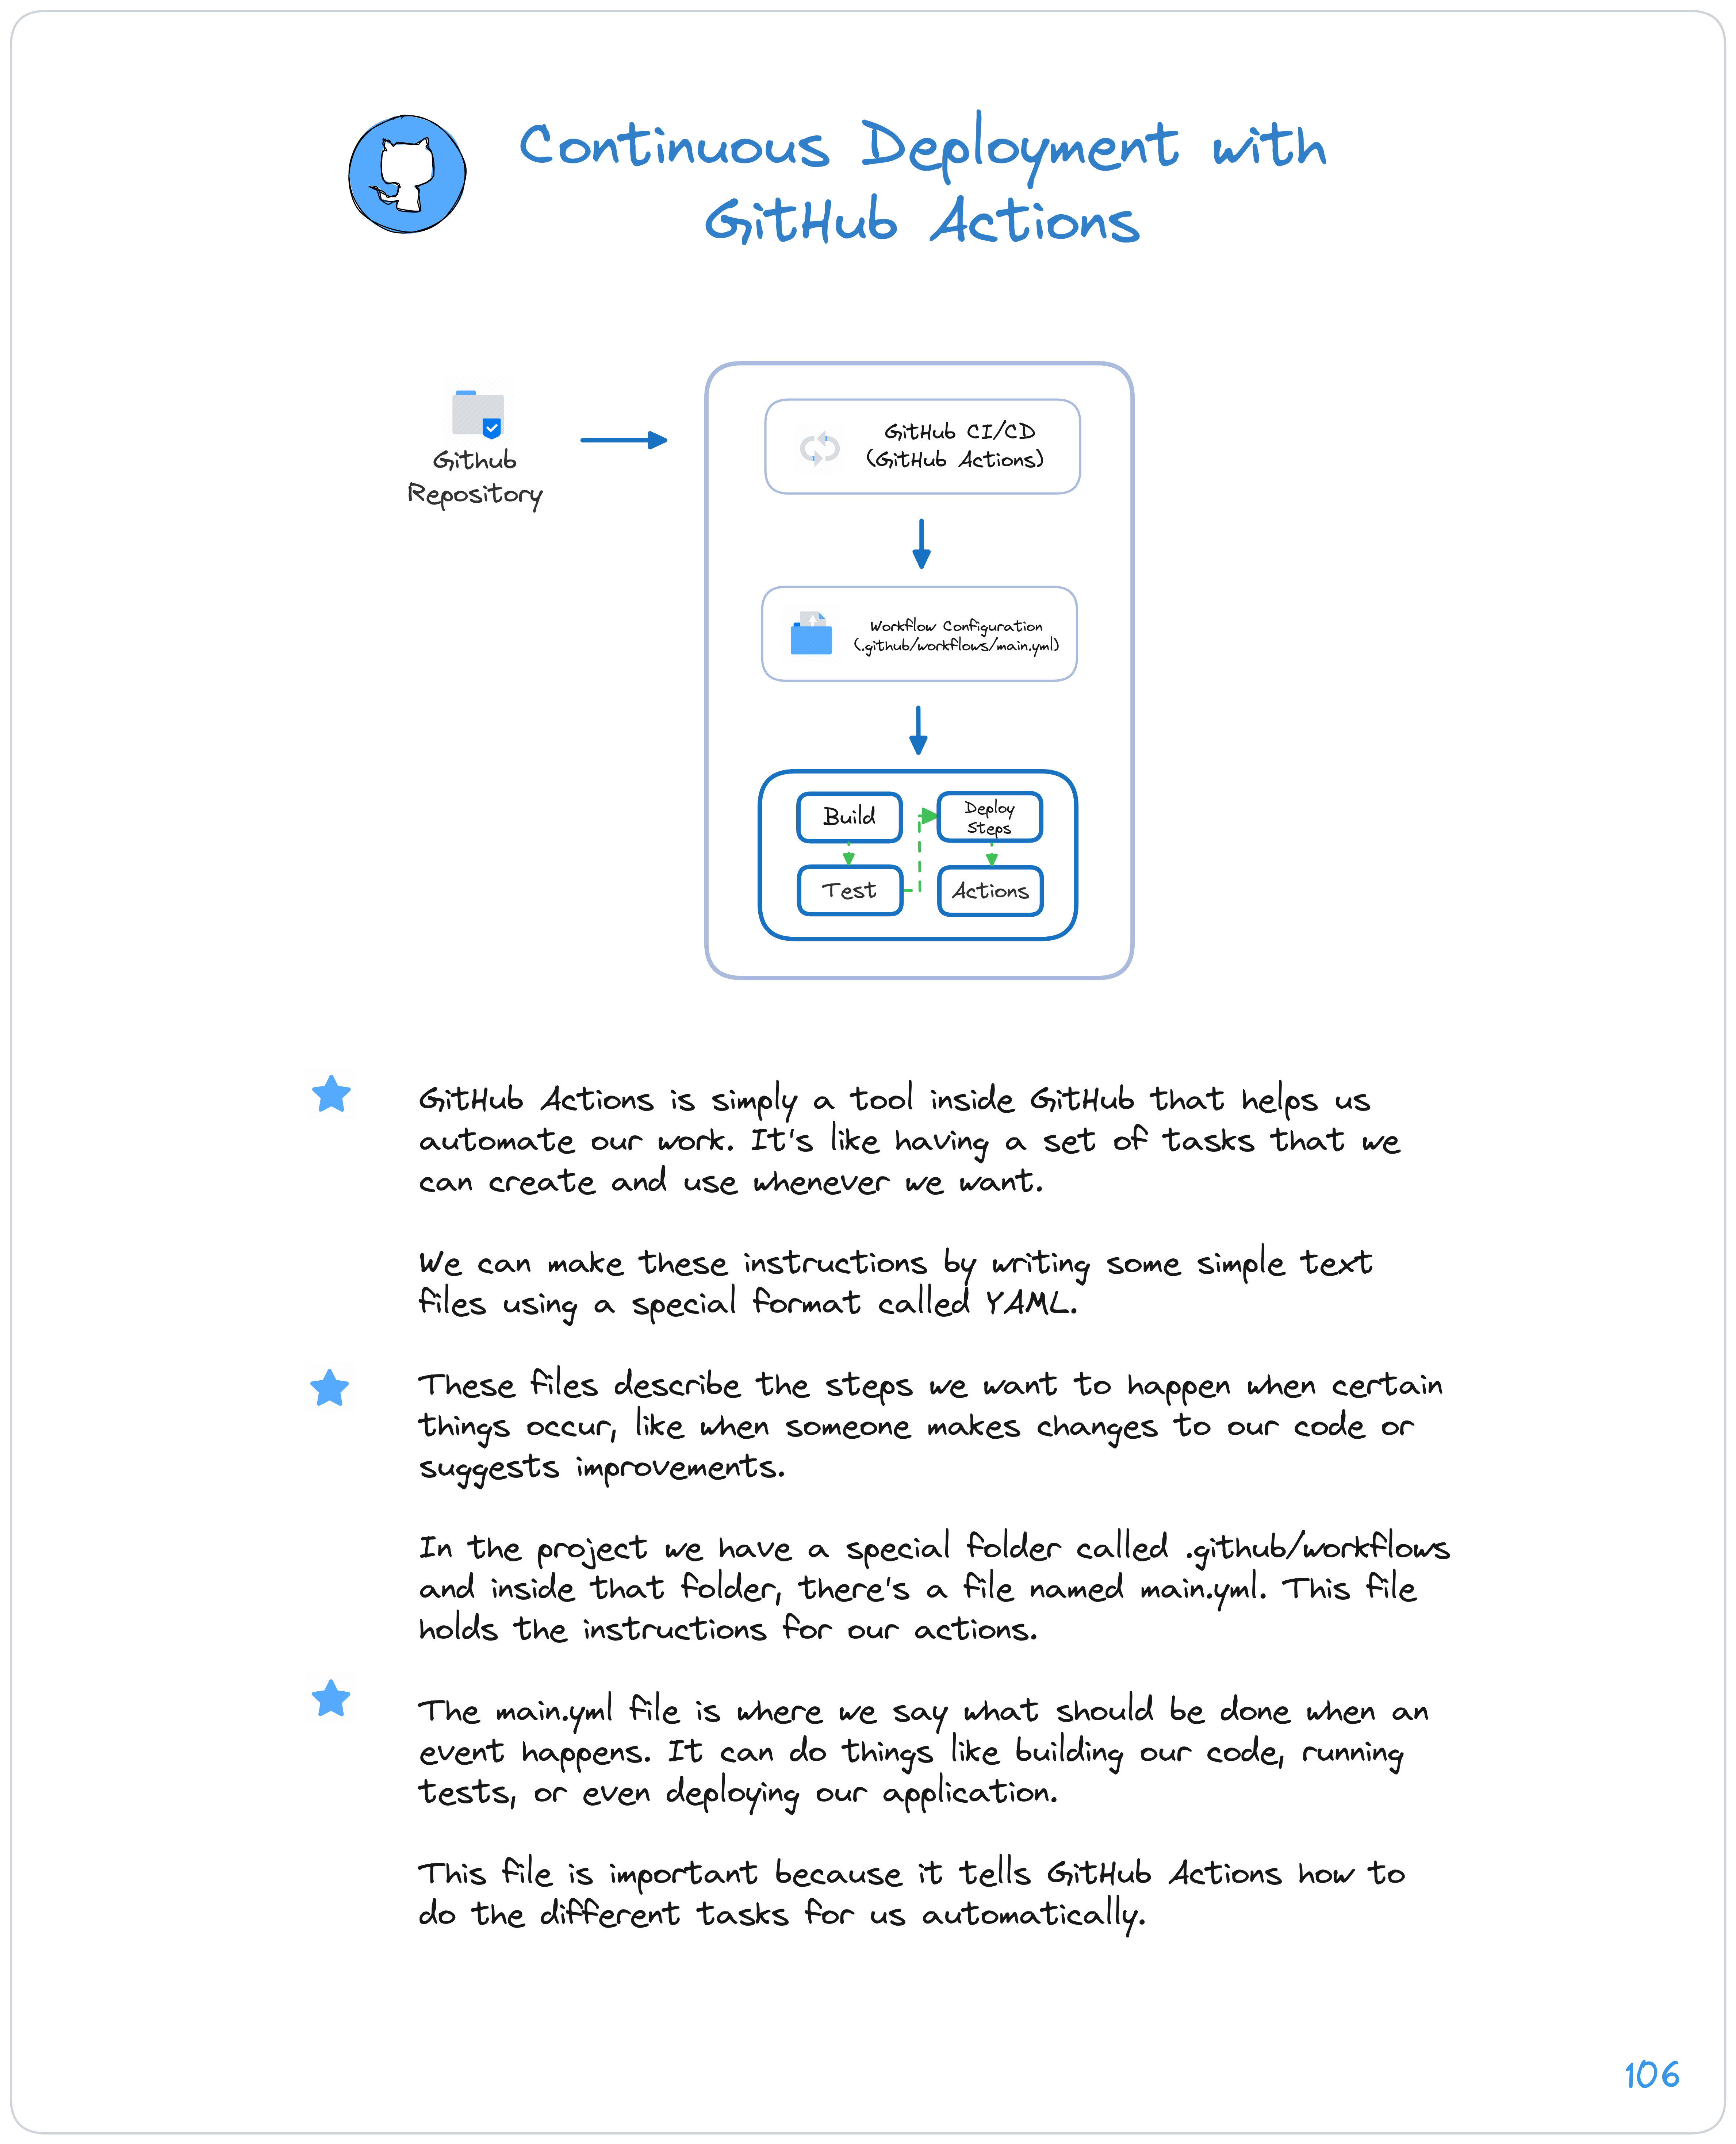 Continuous Deployment with
GitHub Actions
Github
Repository
GitHub CI/CD
(GitHub Actions)
Workflow Configuration
(.github/workflows/main.yml)
Build
Test
Deploy
Steps
Actions
GitHub Actions is simply a tool inside GitHub that helps us
automate our work. It's like having a set of tasks that we
can create and use whenever we want.
We can make these instructions by writing some simple text
files using a special format called YAML.
These files describe the steps we want to happen when certain
things occur, like when someone makes changes to our code or
suggests improvements.
In the project we have a special folder called .github/workflows
and inside that folder, there's a file named main.yml. This file
holds the instructions for our actions.
The main.yml file is where we say what should be done when an
event happens. It can do things like building our code, running
tests, or even deploying our application.
This file is important because it tells GitHub Actions how to
do the different tasks for us automatically.
106